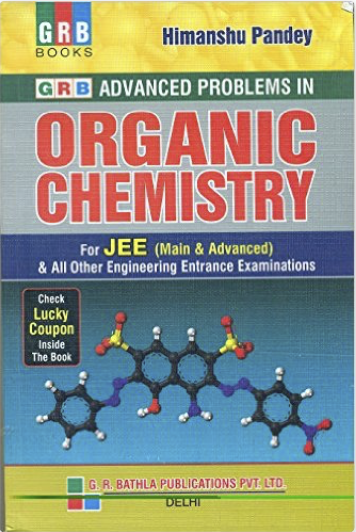 GRB
BOOKS
Himanshu Pandey
GRB ADVANCED PROBLEMS IN
ORGANIC
CHEMISTRY
For JEE (Main & Advanced)
& All Other Engineering Entrance Examinations
Check
Lucky
Coupon
Inside
The Book
G. R. BATHLA PUBLICATIONS PVT. LTD.
DELHI